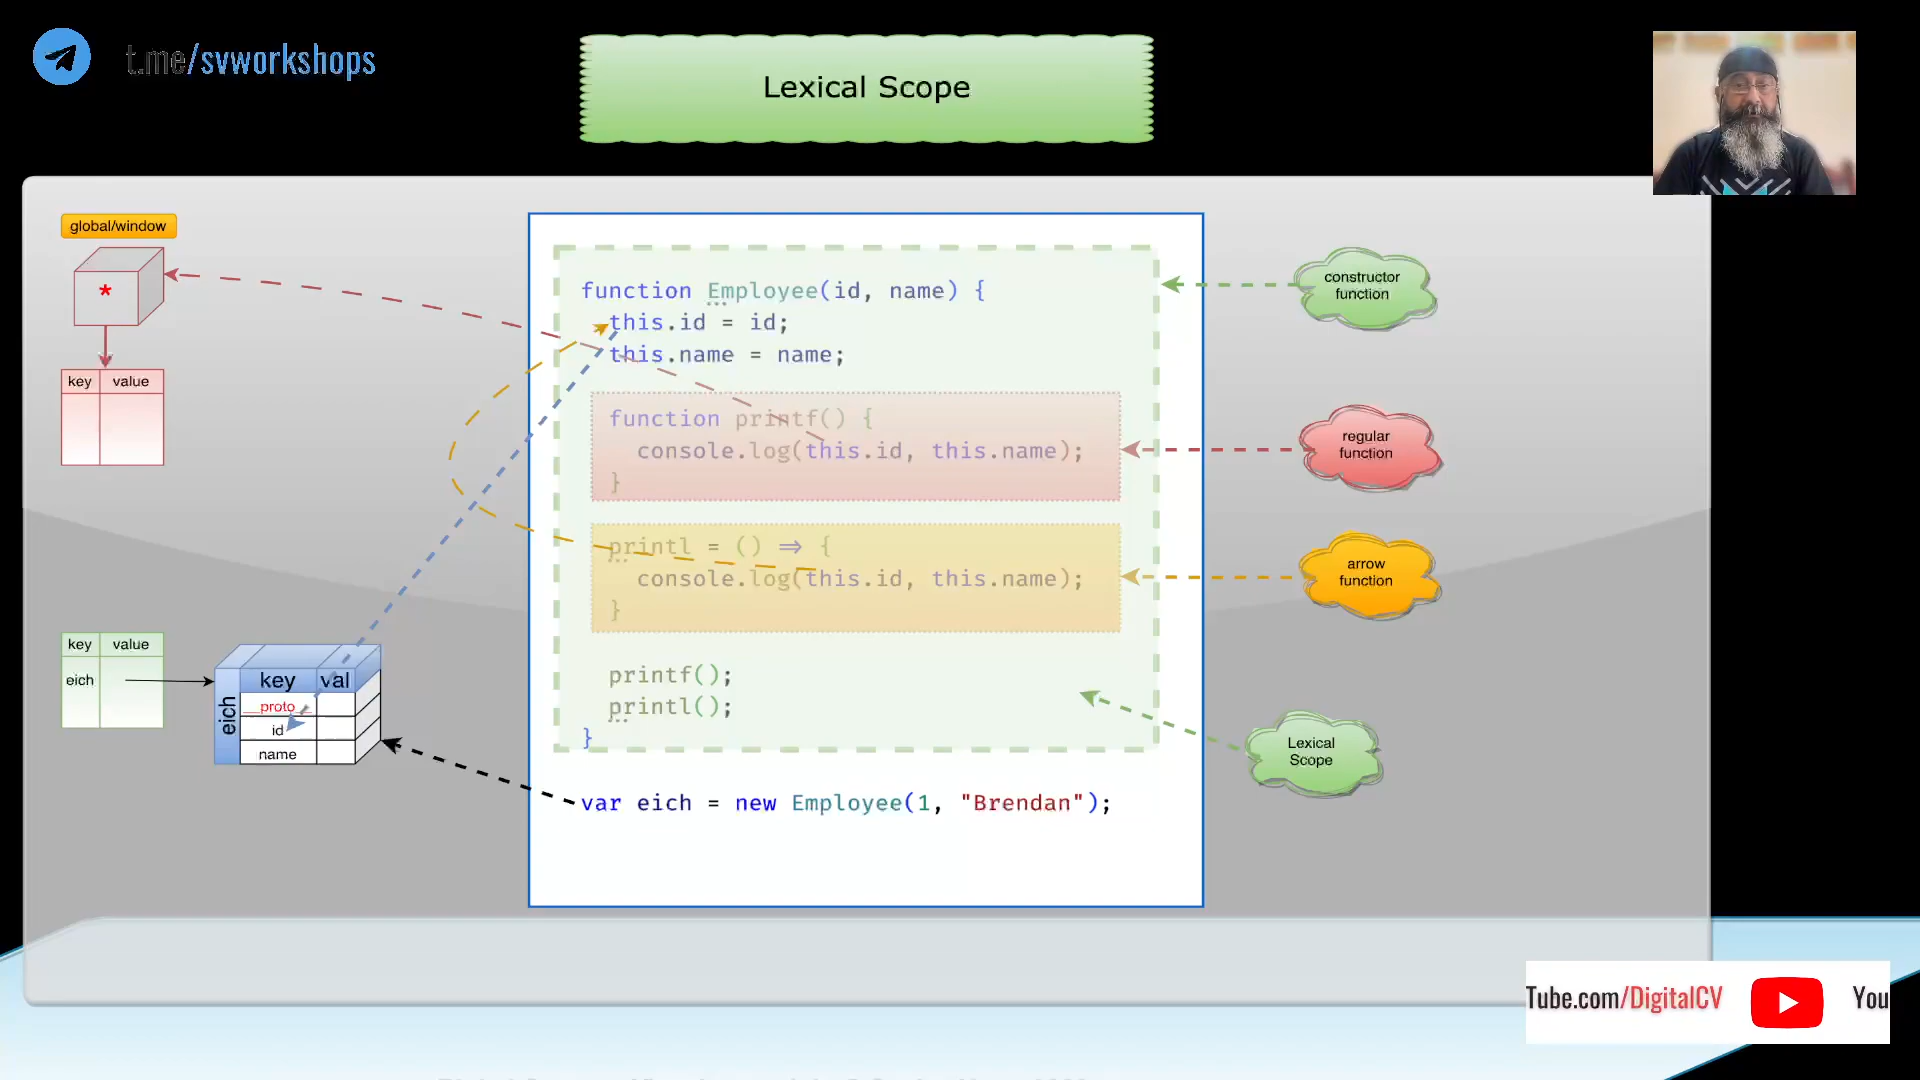 t.me/svworkshops
Lexical Scope
global/window
*
key value
function Employee(id, name) {
this.id = id;
this.name = name;
function printf() {
console.log(this.id, this.name);
}
printl = () => {
console.log(this.id, this.name);
}
printf();
printl();
}
var eich = new Employee(1, "Brendan");
constructor
function
regular
function
arrow
function
Lexical
Scope
key value
eich
eich
key val
__proto__
id
name
Tube.com/DigitalCV You